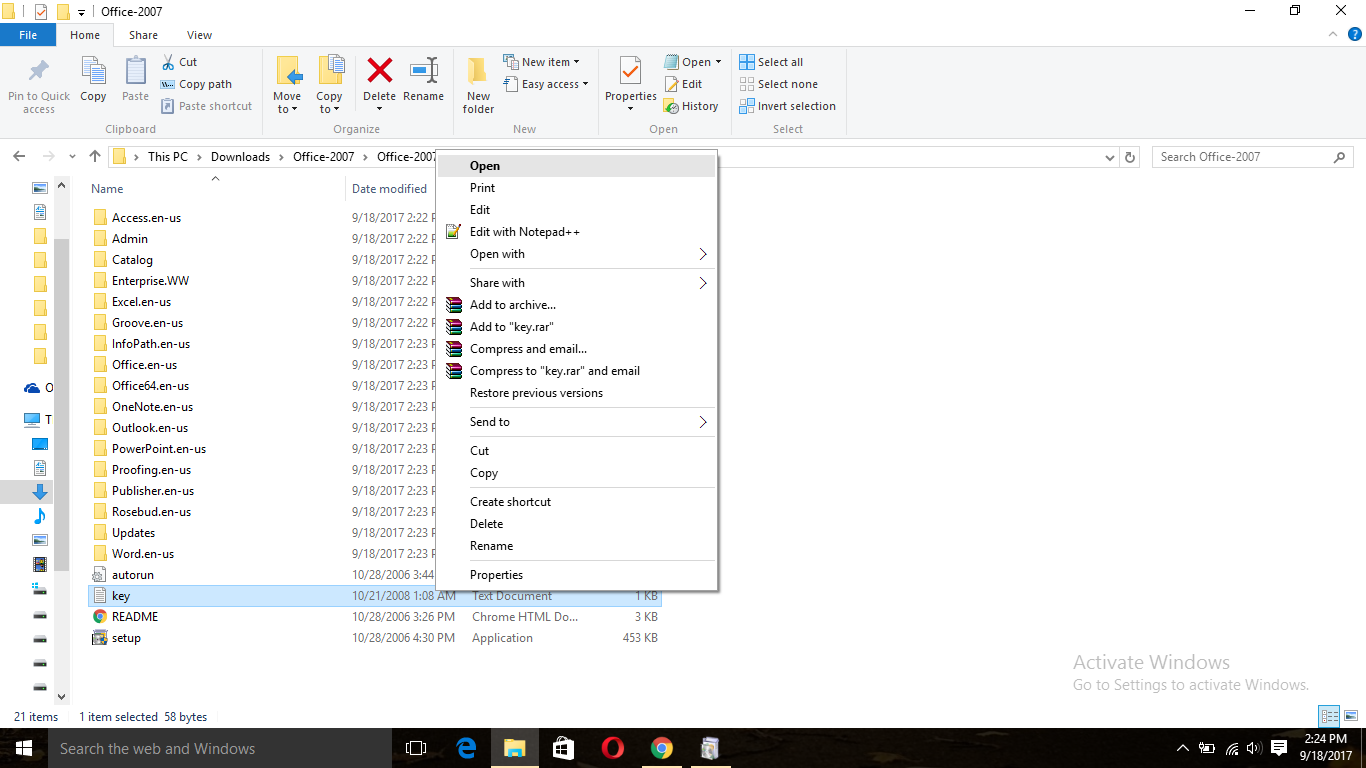 Office-2007
File Home Share View
Pin to Quick access
Copy
Paste
Cut
Copy path
Paste shortcut
Clipboard
Move to
Copy to
Delete
Rename
Organize
New folder
New item
Easy access
New
Properties
Open
Edit
History
Open
Select all
Select none
Invert selection
Select
This PC > Downloads > Office-2007 > Office-2007
Search Office-2007
Name Date modified
Access.en-us 9/18/2017 2:22 P
Admin 9/18/2017 2:22 P
Catalog 9/18/2017 2:22 P
Enterprise.WW 9/18/2017 2:22 P
Excel.en-us 9/18/2017 2:22 P
Groove.en-us 9/18/2017 2:22 P
InfoPath.en-us 9/18/2017 2:23 P
Office.en-us 9/18/2017 2:23 P
Office64.en-us 9/18/2017 2:23 P
OneNote.en-us 9/18/2017 2:23 P
Outlook.en-us 9/18/2017 2:23 P
PowerPoint.en-us 9/18/2017 2:23 P
Proofing.en-us 9/18/2017 2:23 P
Publisher.en-us 9/18/2017 2:23 P
Rosebud.en-us 9/18/2017 2:23 P
Updates 9/18/2017 2:23 P
Word.en-us 9/18/2017 2:23 P
autorun 10/28/2006 3:44
key 10/21/2008 1:08 AM Text Document 1 KB
README 10/28/2006 3:26 PM Chrome HTML Do... 3 KB
setup 10/28/2006 4:30 PM Application 453 KB
O
T
Open
Print
Edit
Edit with Notepad++
Open with
Share with
Add to archive...
Add to "key.rar"
Compress and email...
Compress to "key.rar" and email
Restore previous versions
Send to
Cut
Copy
Create shortcut
Delete
Rename
Properties
Activate Windows
Go to Settings to activate Windows.
21 items 1 item selected 58 bytes
Search the web and Windows
2:24 PM
9/18/2017